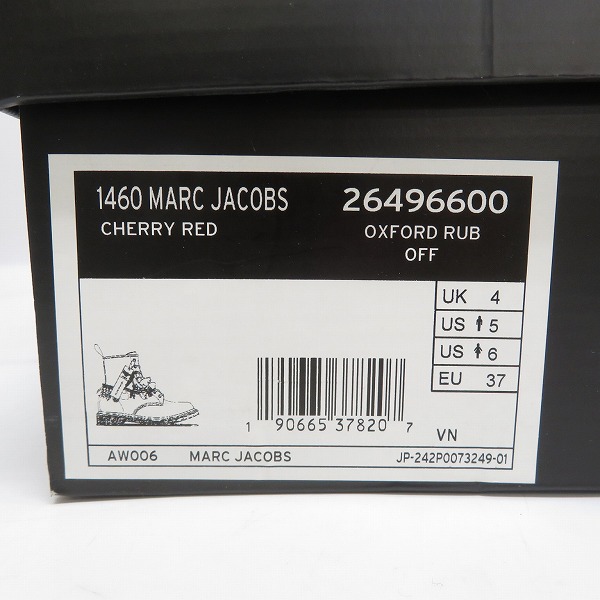 1460 MARC JACOBS
CHERRY RED
26496600
OXFORD RUB
OFF
UK 4
US 5
US 6
EU 37
1 90665 37820 7
VN
AW006 MARC JACOBS JP-242P0073249-01